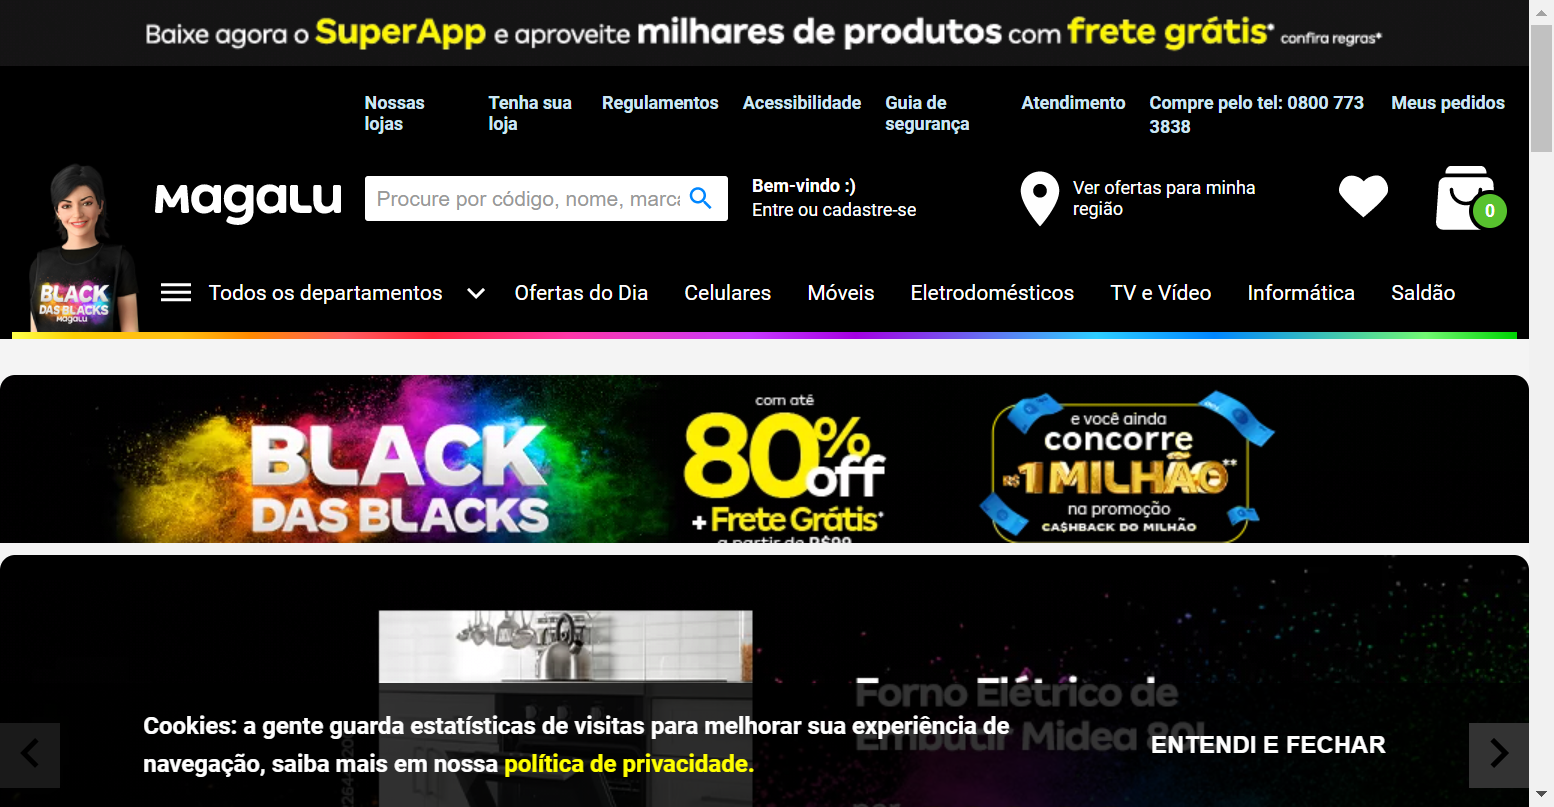 Baixe agora o SuperApp e aproveite milhares de produtos com frete grátis* confira regras*
Nossas lojas
Tenha sua loja
Regulamentos
Acessibilidade
Guia de segurança
Atendimento
Compre pelo tel: 0800 773 3838
Meus pedidos
Magalu
Procure por código, nome, marca
Bem-vindo :)
Entre ou cadastre-se
Ver ofertas para minha
região
0
BLACK
DAS BLACKS
Magalu
Todos os departamentos
Ofertas do Dia
Celulares
Móveis
Eletrodomésticos
TV e Vídeo
Informática
Saldão
BLACK
DAS BLACKS
com até
80%
off
+ Frete Grátis*
a partir de R$99
e você ainda
concorre
R$1 MILHÃO**
na promoção
CA$HBACK DO MILHÃO
Forno Elétrico de
Embutir Midea 80L
Cookies: a gente guarda estatísticas de visitas para melhorar sua experiência de
navegação, saiba mais em nossa política de privacidade.
ENTENDI E FECHAR
por